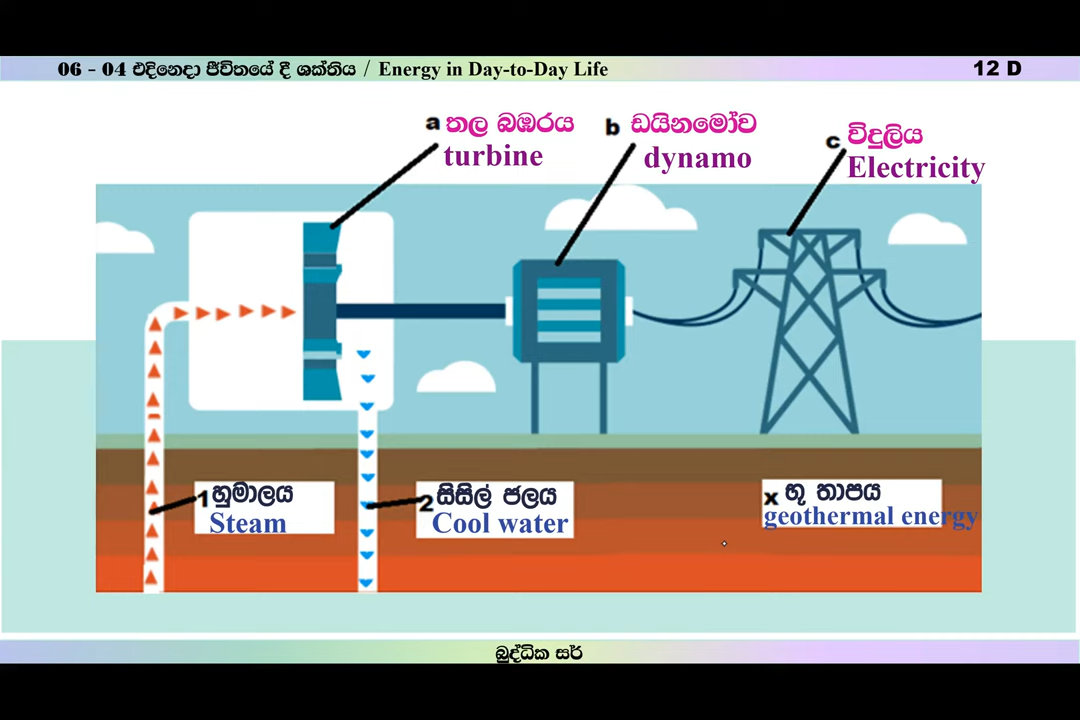 06 - 04 එදිනෙදා ජීවිතයේ දී ශක්තිය / Energy in Day-to-Day Life
12 D
a තල බඹරය
turbine
b ඩයිනමෝව
dynamo
c විදුලිය
Electricity
1 හුමාලය
Steam
2 සිසිල් ජලය
Cool water
x භූ තාපය
geothermal energy
බුද්ධික සර්